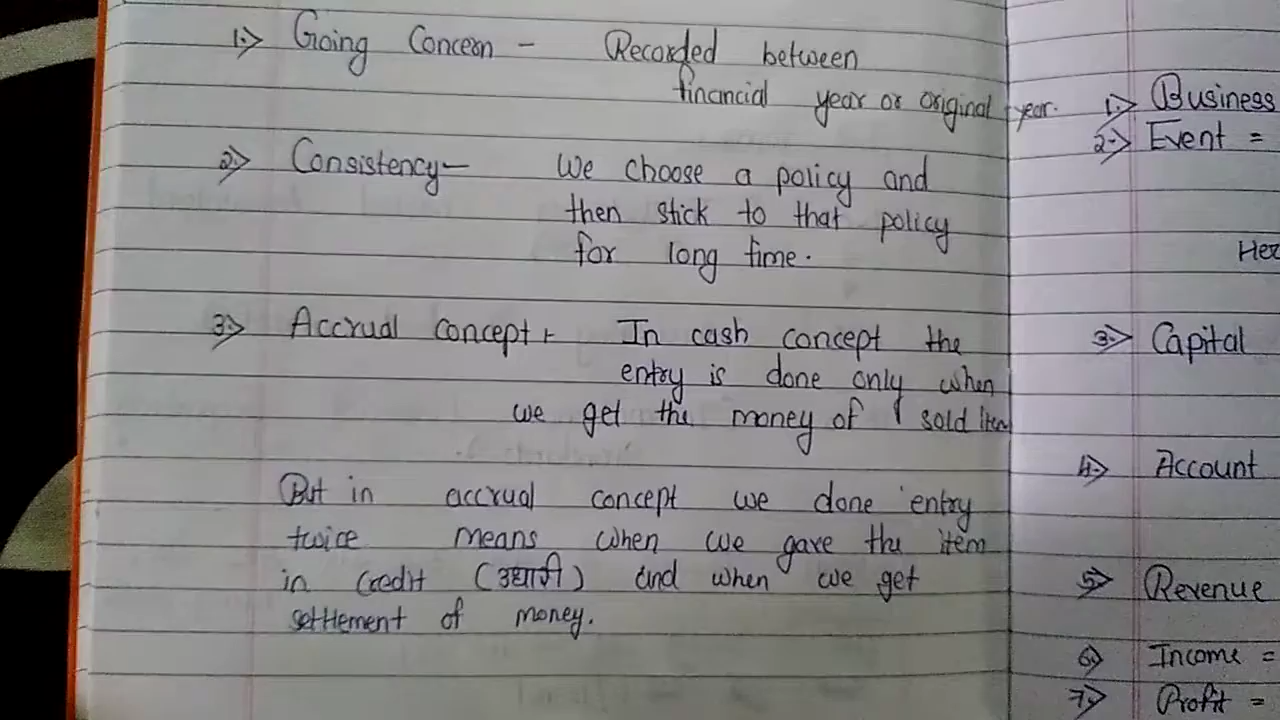 1.> Going Concern - Recorded between
financial year or original year.
2.> Consistency - We choose a policy and
then stick to that policy
for long time.
3.> Accrual concept - In cash concept the
entry is done only when
we get the money of sold item
But in accrual concept we done entry
twice means when we gave the item
in credit (उधारी) and when we get
settlement of money.
1.> Business
2.> Event =
3.> Capital
4.> Account
5.> Revenue
6.> Income =
7.> Profit =